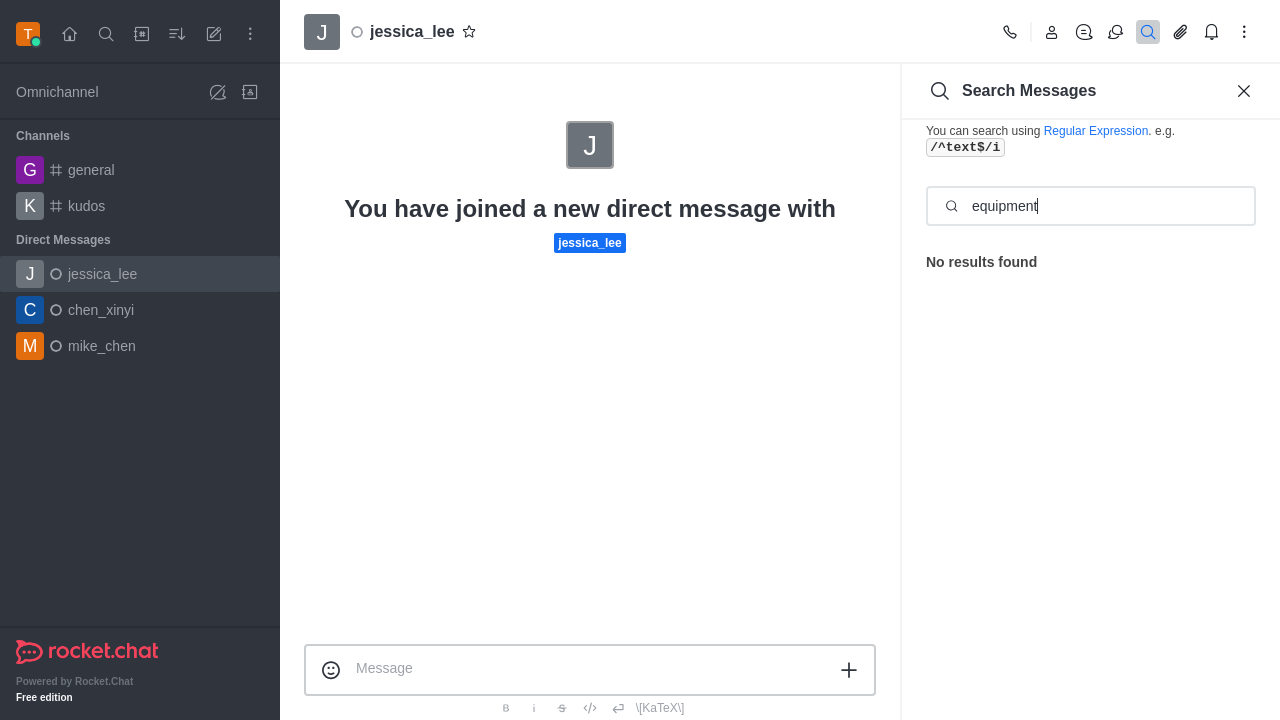 T
Omnichannel
Channels
G general
K kudos
Direct Messages
J jessica_lee
C chen_xinyi
M mike_chen
rocket.chat
Powered by Rocket.Chat
Free edition
J jessica_lee
J
You have joined a new direct message with
jessica_lee
Message
B i S \[KaTeX\]
Search Messages
You can search using Regular Expression. e.g.
/^text$/i
equipment
No results found